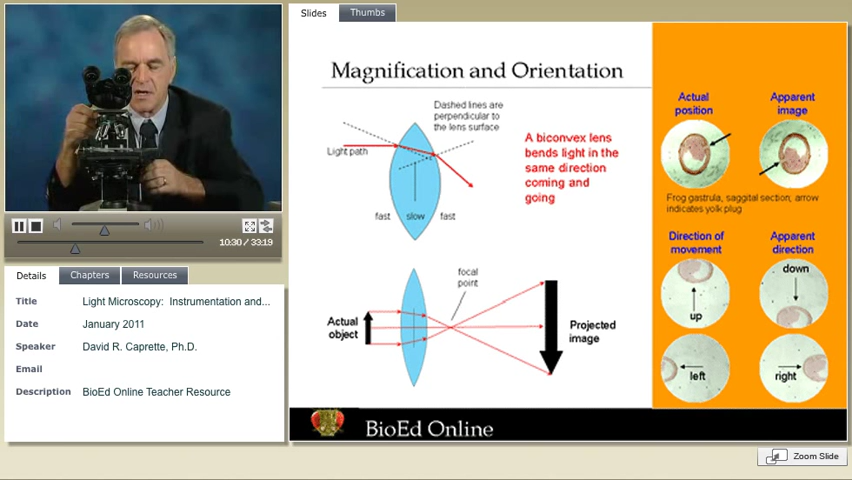 Slides
Thumbs
Magnification and Orientation
Dashed lines are
perpendicular to
the lens surface
Light path
A biconvex lens
bends light in the
same direction
coming and
going
fast
slow
fast
focal
point
Actual
object
Projected
image
Actual
position
Apparent
image
Frog gastrula, saggital section; arrow
indicates yolk plug
Direction of
movement
Apparent
direction
up
down
left
right
BioEd Online
10:30 / 33:19
Details
Chapters
Resources
Title
Light Microscopy: Instrumentation and...
Date
January 2011
Speaker
David R. Caprette, Ph.D.
Email
Description
BioEd Online Teacher Resource
Zoom Slide